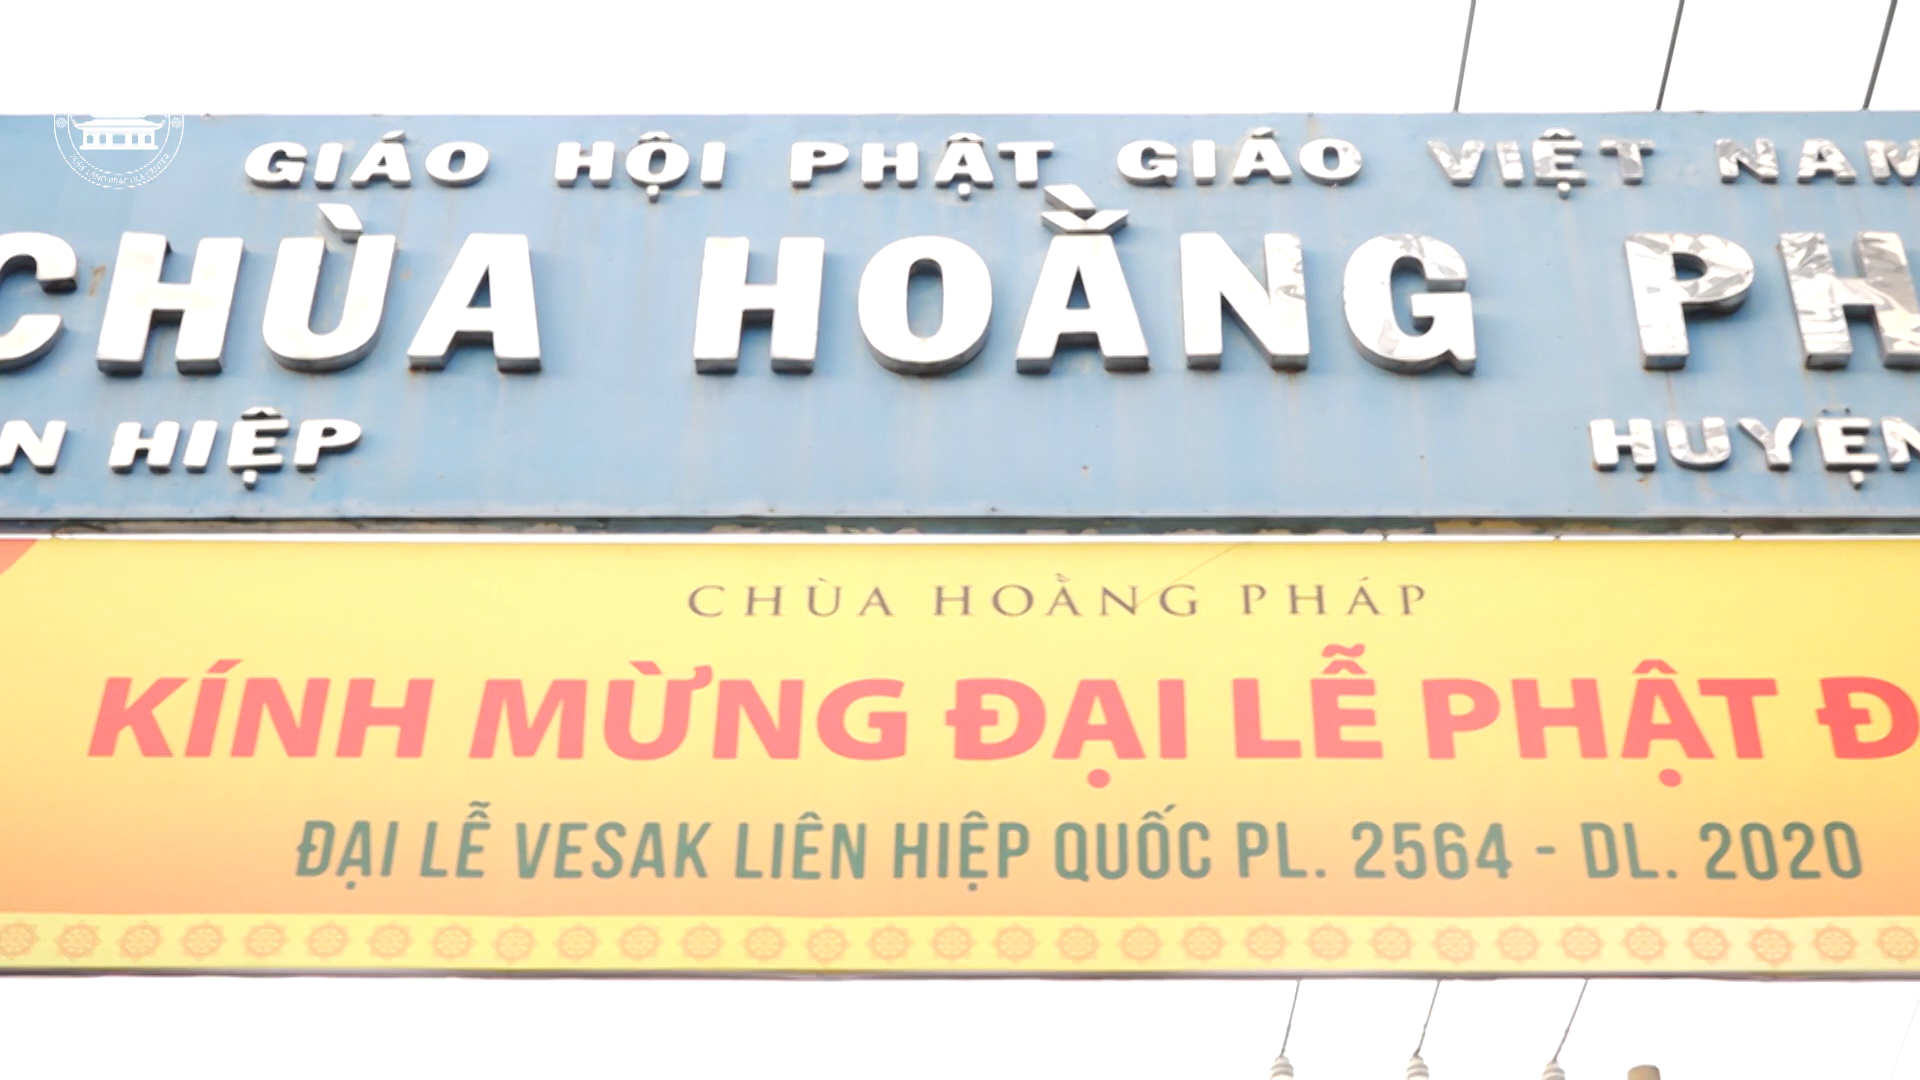 GIÁO HỘI PHẬT GIÁO VIỆT NAM
CHÙA HOẰNG PH
N HIỆP HUYỆN
CHÙA HOẰNG PHÁP
KÍNH MỪNG ĐẠI LỄ PHẬT Đ
ĐẠI LỄ VESAK LIÊN HIỆP QUỐC PL. 2564 - DL. 2020